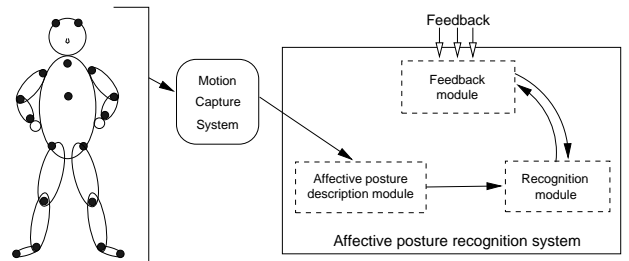 Feedback
Motion
Capture
System
Feedback
module
Affective posture
description module
Recognition
module
Affective posture recognition system